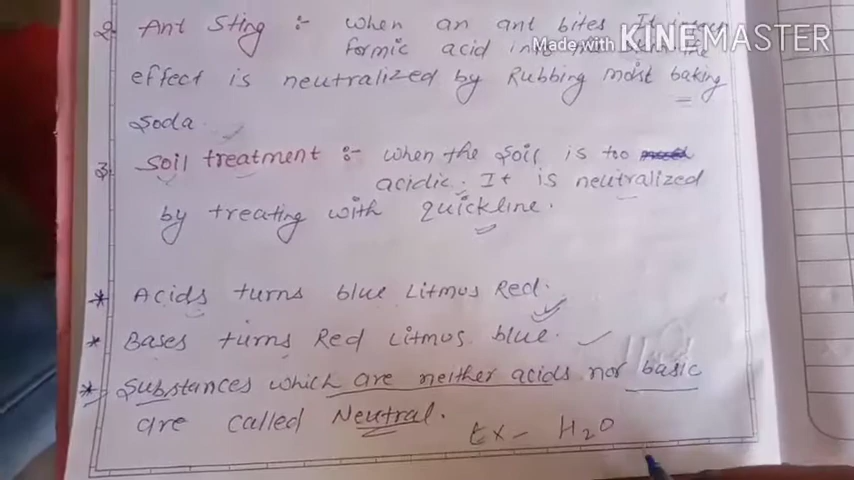 2. Ant Sting :- when an ant bites It
formic acid
Made with KINEMASTER
effect is neutralized by Rubbing moist baking
soda.
3. Soil treatment :- when the soil is too
acidic. It is neutralized
by treating with quickline.
* Acids turns blue Litmus Red.
* Bases turns Red Litmus blue.
* Substances which are neither acids nor basic
are called Neutral.
Ex - H₂O